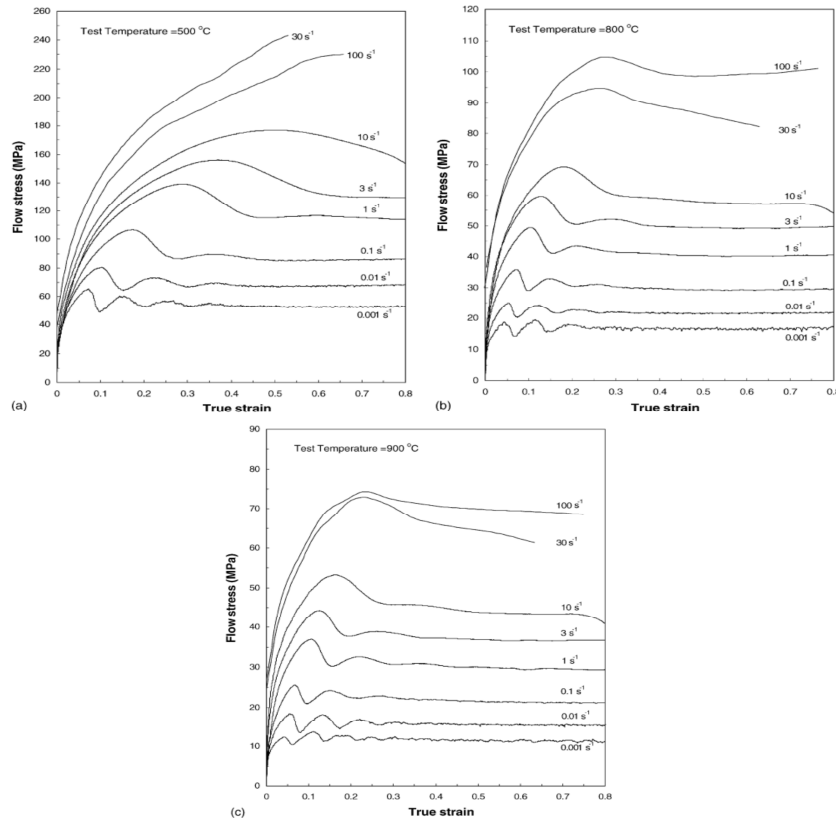 Test Temperature =500 °C
Flow stress (MPa)
260
240
220
200
180
160
140
120
100
80
60
40
20
0
30 s⁻¹
100 s⁻¹
10 s⁻¹
3 s⁻¹
1 s⁻¹
0.1 s⁻¹
0.01 s⁻¹
0.001 s⁻¹
0 0.1 0.2 0.3 0.4 0.5 0.6 0.7 0.8
(a) True strain
Test Temperature =800 °C
Flow stress (MPa)
120
110
100
90
80
70
60
50
40
30
20
10
0
100 s⁻¹
30 s⁻¹
10 s⁻¹
3 s⁻¹
1 s⁻¹
0.1 s⁻¹
0.01 s⁻¹
0.001 s⁻¹
0 0.1 0.2 0.3 0.4 0.5 0.6 0.7 0.8
(b) True strain
Test Temperature =900 °C
Flow stress (MPa)
90
80
70
60
50
40
30
20
10
0
100 s⁻¹
30 s⁻¹
10 s⁻¹
3 s⁻¹
1 s⁻¹
0.1 s⁻¹
0.01 s⁻¹
0.001 s⁻¹
0 0.1 0.2 0.3 0.4 0.5 0.6 0.7 0.8
(c) True strain